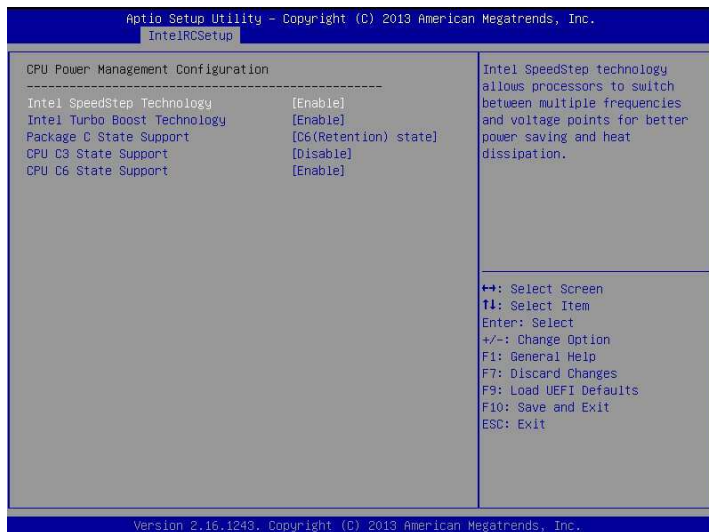 Aptio Setup Utility – Copyright (C) 2013 American Megatrends, Inc.
IntelRCSetup
CPU Power Management Configuration
--------------------------------------------------
Intel SpeedStep Technology [Enable]
Intel Turbo Boost Technology [Enable]
Package C State Support [C6(Retention) state]
CPU C3 State Support [Disable]
CPU C6 State Support [Enable]
Intel SpeedStep technology
allows processors to switch
between multiple frequencies
and voltage points for better
power saving and heat
dissipation.
↔: Select Screen
↑↓: Select Item
Enter: Select
+/-: Change Option
F1: General Help
F7: Discard Changes
F9: Load UEFI Defaults
F10: Save and Exit
ESC: Exit
Version 2.16.1243. Copyright (C) 2013 American Megatrends, Inc.